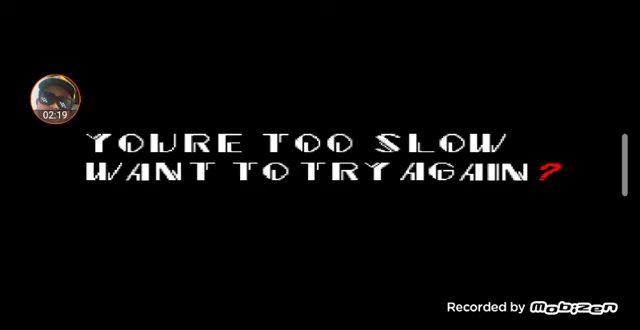 02:19
YOURE TOO SLOW
WANT TO TRY AGAIN?
Recorded by mobizen